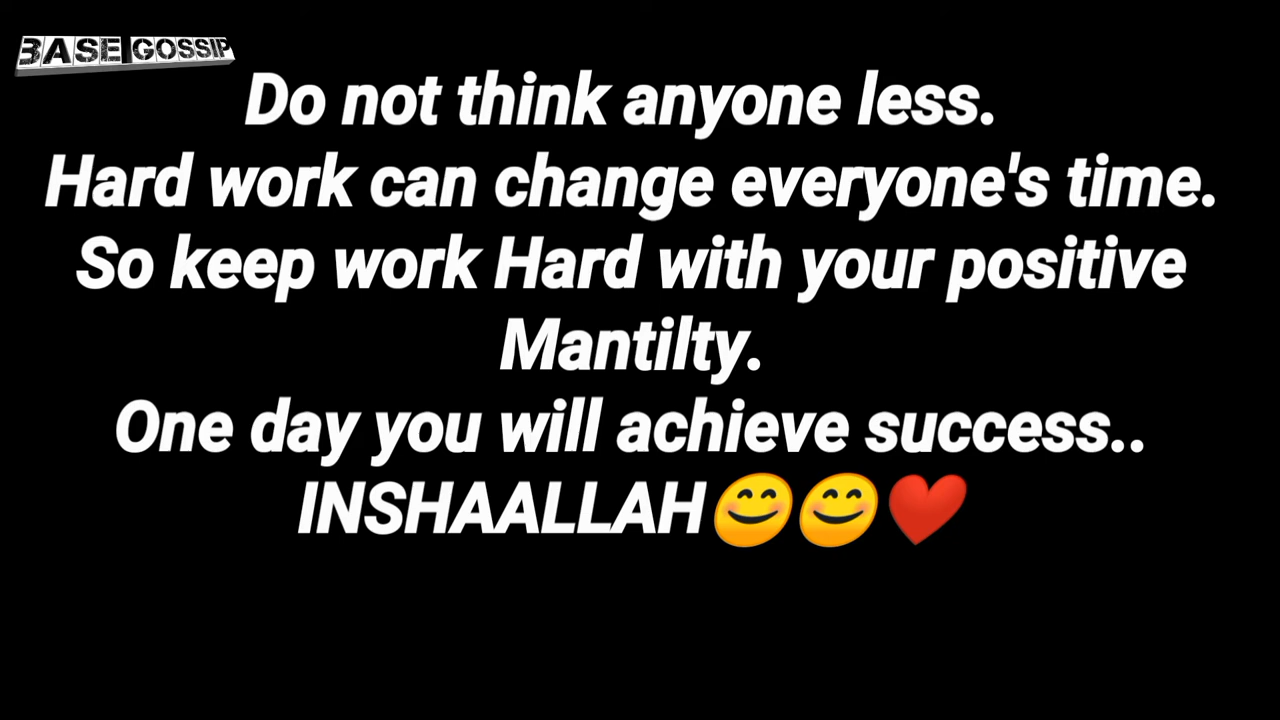 BASE GOSSIP
Do not think anyone less.
Hard work can change everyone's time.
So keep work Hard with your positive
Mantilty.
One day you will achieve success..
INSHAALLAH😊😊❤️